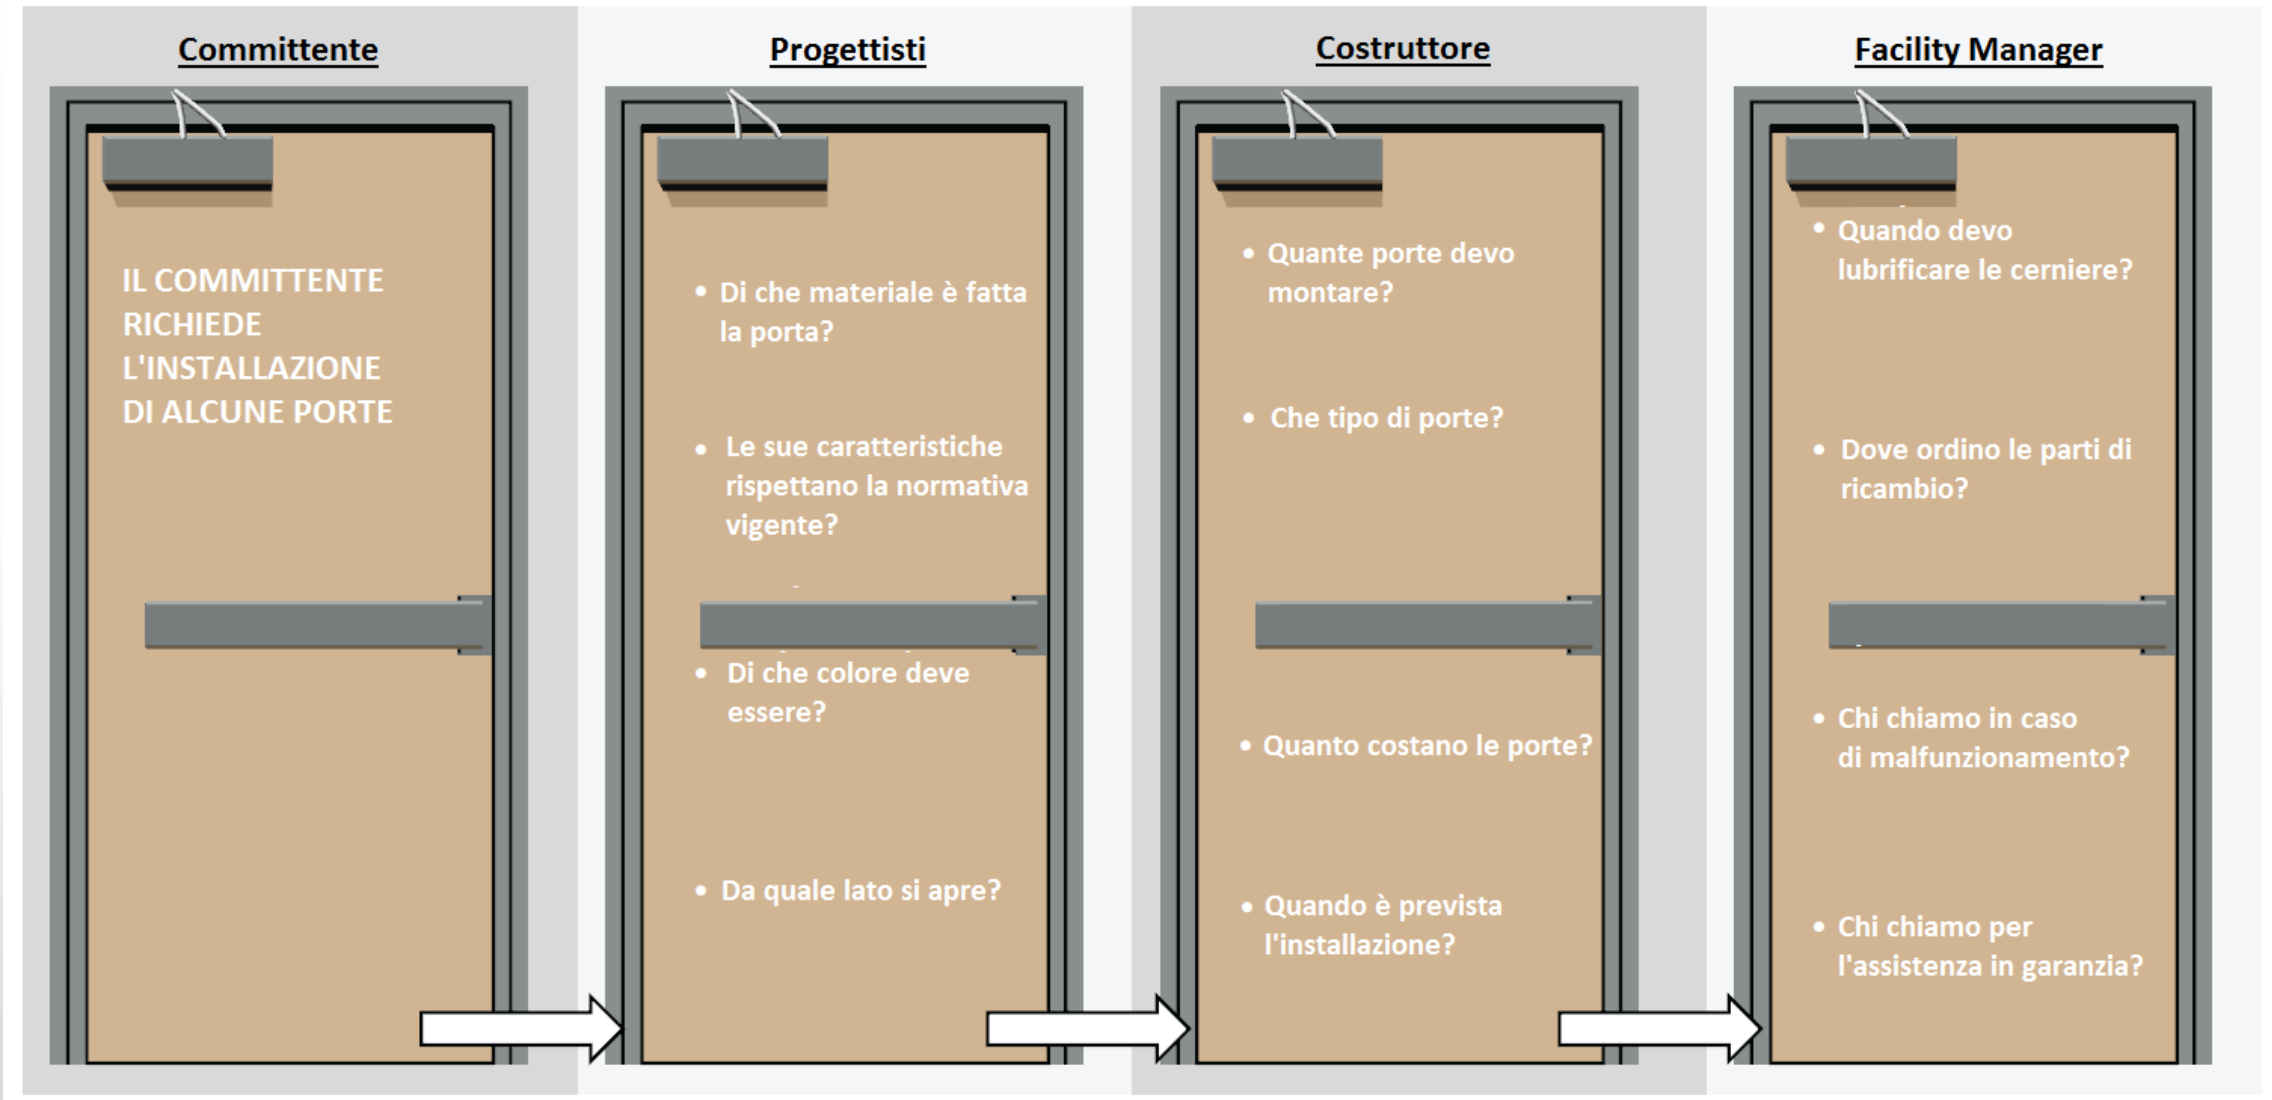 Committente
IL COMMITTENTE
RICHIEDE
L'INSTALLAZIONE
DI ALCUNE PORTE
Progettisti
• Di che materiale è fatta
la porta?
• Le sue caratteristiche
rispettano la normativa
vigente?
• Di che colore deve
essere?
• Da quale lato si apre?
Costruttore
• Quante porte devo
montare?
• Che tipo di porte?
• Quanto costano le porte?
• Quando è prevista
l'installazione?
Facility Manager
• Quando devo
lubrificare le cerniere?
• Dove ordino le parti di
ricambio?
• Chi chiamo in caso
di malfunzionamento?
• Chi chiamo per
l'assistenza in garanzia?